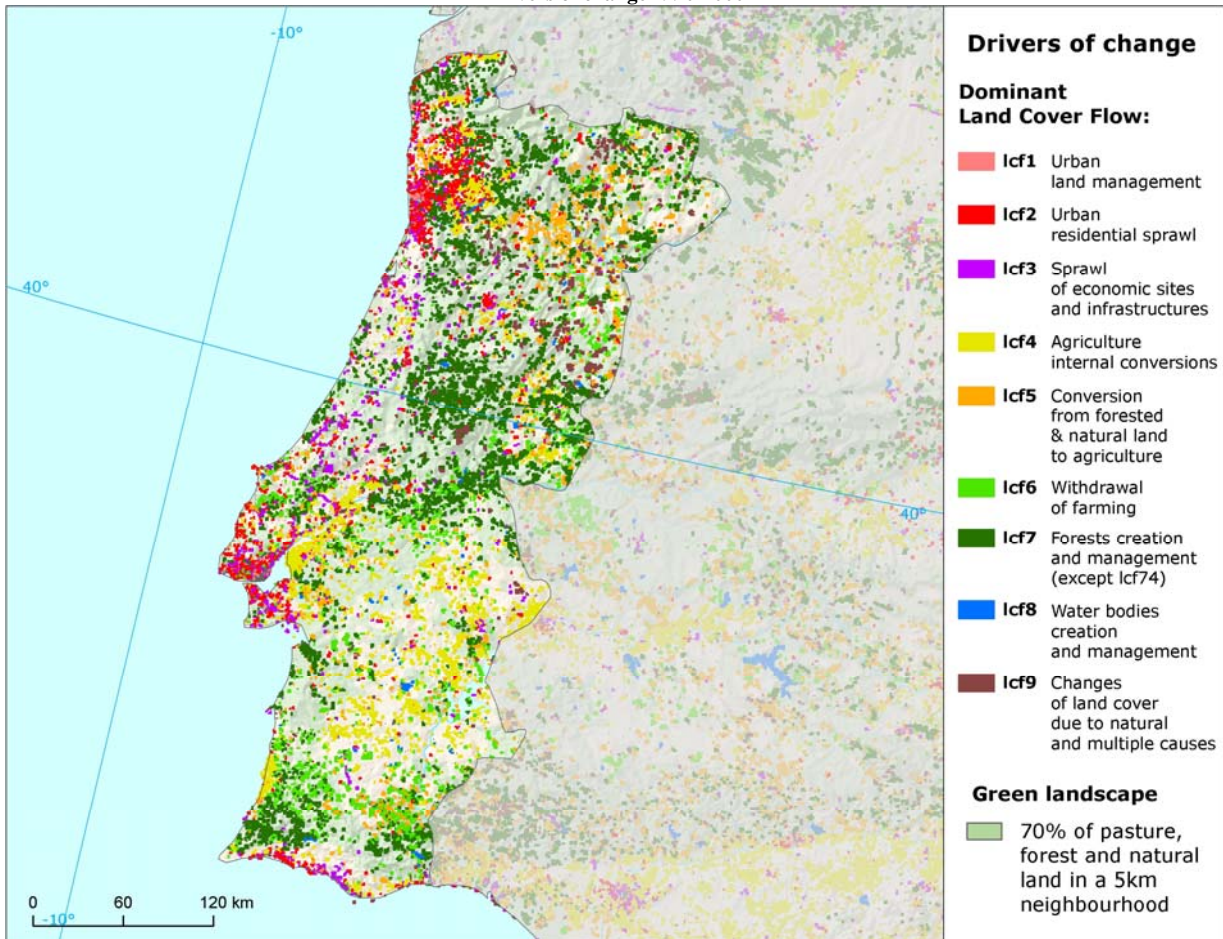 -10°
40°
40°
0 60 120 km
-10°
Drivers of change
Dominant
Land Cover Flow:
lcf1 Urban
land management
lcf2 Urban
residential sprawl
lcf3 Sprawl
of economic sites
and infrastructures
lcf4 Agriculture
internal conversions
lcf5 Conversion
from forested
& natural land
to agriculture
lcf6 Withdrawal
of farming
lcf7 Forests creation
and management
(except lcf74)
lcf8 Water bodies
creation
and management
lcf9 Changes
of land cover
due to natural
and multiple causes
Green landscape
70% of pasture,
forest and natural
land in a 5km
neighbourhood